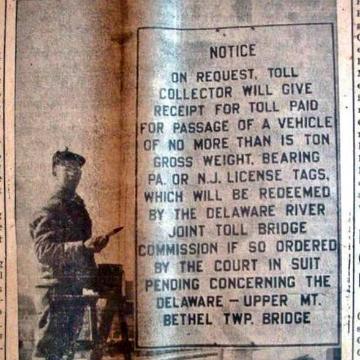 NOTICE
ON REQUEST, TOLL
COLLECTOR WILL GIVE
RECEIPT FOR TOLL PAID
FOR PASSAGE OF A VEHICLE
OF NO MORE THAN 15 TON
GROSS WEIGHT, BEARING
PA. OR N.J. LICENSE TAGS,
WHICH WILL BE REDEEMED
BY THE DELAWARE RIVER
JOINT TOLL BRIDGE
COMMISSION IF SO ORDERED
BY THE COURT IN SUIT
PENDING CONCERNING THE
DELAWARE — UPPER MT.
BETHEL TWP. BRIDGE